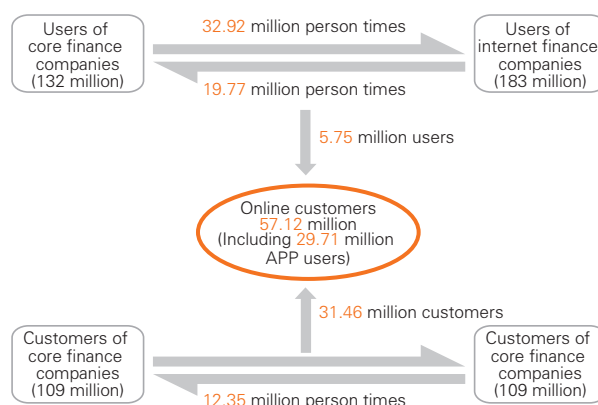 Users of
core finance
companies
(132 million)
32.92 million person times
19.77 million person times
Users of
internet finance
companies
(183 million)
5.75 million users
Online customers
57.12 million
(Including 29.71 million
APP users)
31.46 million customers
Customers of
core finance
companies
(109 million)
12.35 million person times
Customers of
core finance
companies
(109 million)